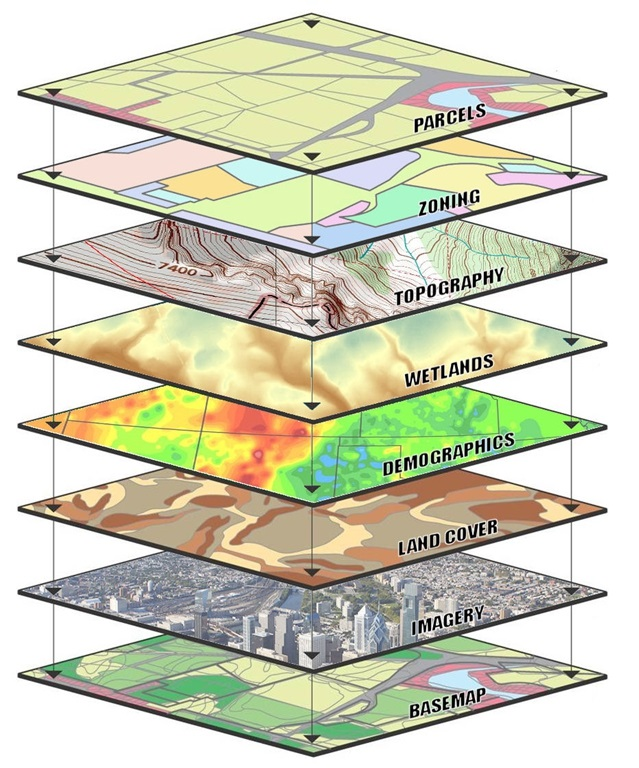 PARCELS
ZONING
7400
TOPOGRAPHY
WETLANDS
DEMOGRAPHICS
LAND COVER
IMAGERY
BASEMAP